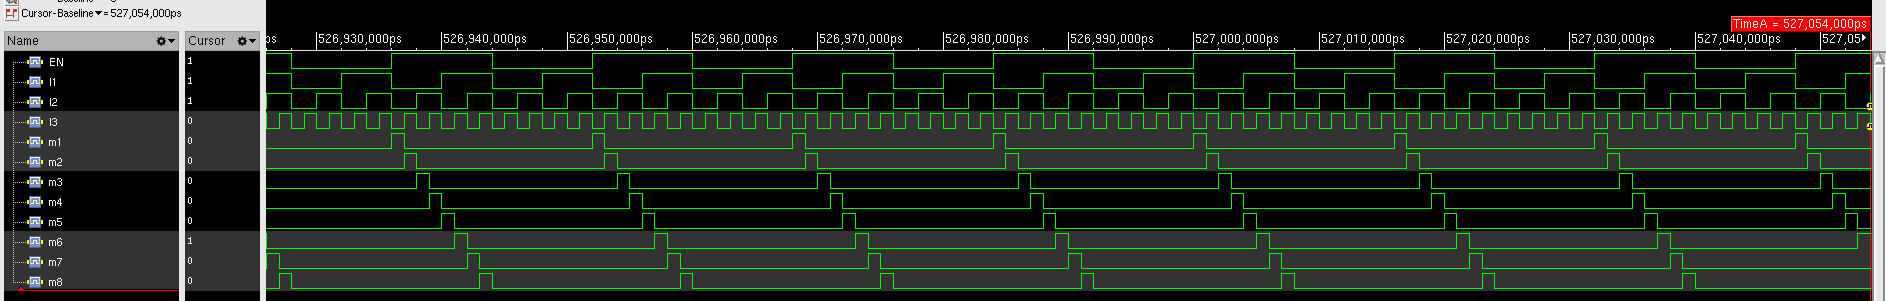 Cursor-Baseline▼= 527,054,000ps
TimeA = 527,054,000ps
Name Cursor ps 526,930,000ps 526,940,000ps 526,950,000ps 526,960,000ps 526,970,000ps 526,980,000ps 526,990,000ps 527,000,000ps 527,010,000ps 527,020,000ps 527,030,000ps 527,040,000ps 527,05
EN 1
I1 1
I2 1
I3 0
m1 0
m2 0
m3 0
m4 0
m5 0
m6 1
m7 0
m8 0